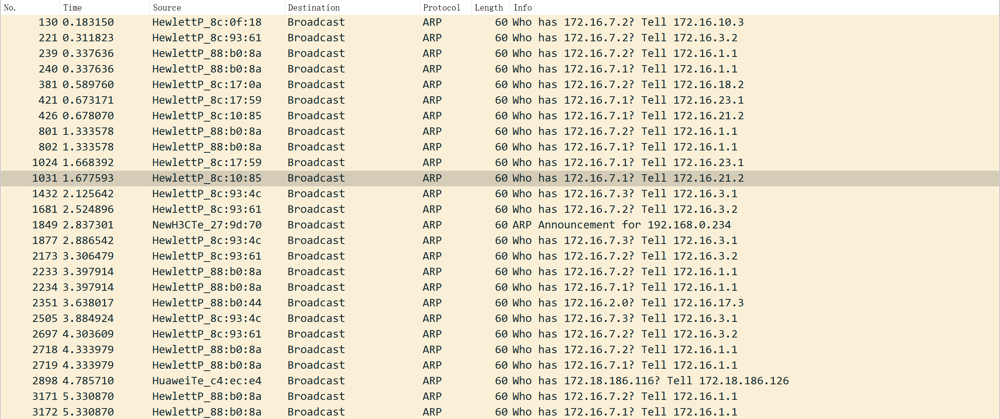 No. Time Source Destination Protocol Length Info
130 0.183150 HewlettP_8c:0f:18 Broadcast ARP 60 Who has 172.16.7.2? Tell 172.16.10.3
221 0.311823 HewlettP_8c:93:61 Broadcast ARP 60 Who has 172.16.7.2? Tell 172.16.3.2
239 0.337636 HewlettP_88:b0:8a Broadcast ARP 60 Who has 172.16.7.2? Tell 172.16.1.1
240 0.337636 HewlettP_88:b0:8a Broadcast ARP 60 Who has 172.16.7.1? Tell 172.16.1.1
381 0.589760 HewlettP_8c:17:0a Broadcast ARP 60 Who has 172.16.7.2? Tell 172.16.18.2
421 0.673171 HewlettP_8c:17:59 Broadcast ARP 60 Who has 172.16.7.1? Tell 172.16.23.1
426 0.678070 HewlettP_8c:10:85 Broadcast ARP 60 Who has 172.16.7.1? Tell 172.16.21.2
801 1.333578 HewlettP_88:b0:8a Broadcast ARP 60 Who has 172.16.7.2? Tell 172.16.1.1
802 1.333578 HewlettP_88:b0:8a Broadcast ARP 60 Who has 172.16.7.1? Tell 172.16.1.1
1024 1.668392 HewlettP_8c:17:59 Broadcast ARP 60 Who has 172.16.7.1? Tell 172.16.23.1
1031 1.677593 HewlettP_8c:10:85 Broadcast ARP 60 Who has 172.16.7.1? Tell 172.16.21.2
1432 2.125642 HewlettP_8c:93:4c Broadcast ARP 60 Who has 172.16.7.3? Tell 172.16.3.1
1681 2.524896 HewlettP_8c:93:61 Broadcast ARP 60 Who has 172.16.7.2? Tell 172.16.3.2
1849 2.837301 NewH3CTe_27:9d:70 Broadcast ARP 60 ARP Announcement for 192.168.0.234
1877 2.886542 HewlettP_8c:93:4c Broadcast ARP 60 Who has 172.16.7.3? Tell 172.16.3.1
2173 3.306479 HewlettP_8c:93:61 Broadcast ARP 60 Who has 172.16.7.2? Tell 172.16.3.2
2233 3.397914 HewlettP_88:b0:8a Broadcast ARP 60 Who has 172.16.7.2? Tell 172.16.1.1
2234 3.397914 HewlettP_88:b0:8a Broadcast ARP 60 Who has 172.16.7.1? Tell 172.16.1.1
2351 3.638017 HewlettP_88:b0:44 Broadcast ARP 60 Who has 172.16.2.0? Tell 172.16.17.3
2505 3.884924 HewlettP_8c:93:4c Broadcast ARP 60 Who has 172.16.7.3? Tell 172.16.3.1
2697 4.303609 HewlettP_8c:93:61 Broadcast ARP 60 Who has 172.16.7.2? Tell 172.16.3.2
2718 4.333979 HewlettP_88:b0:8a Broadcast ARP 60 Who has 172.16.7.2? Tell 172.16.1.1
2719 4.333979 HewlettP_88:b0:8a Broadcast ARP 60 Who has 172.16.7.1? Tell 172.16.1.1
2898 4.785710 HuaweiTe_c4:ec:e4 Broadcast ARP 60 Who has 172.18.186.116? Tell 172.18.186.126
3171 5.330870 HewlettP_88:b0:8a Broadcast ARP 60 Who has 172.16.7.2? Tell 172.16.1.1
3172 5.330870 HewlettP_88:b0:8a Broadcast ARP 60 Who has 172.16.7.1? Tell 172.16.1.1